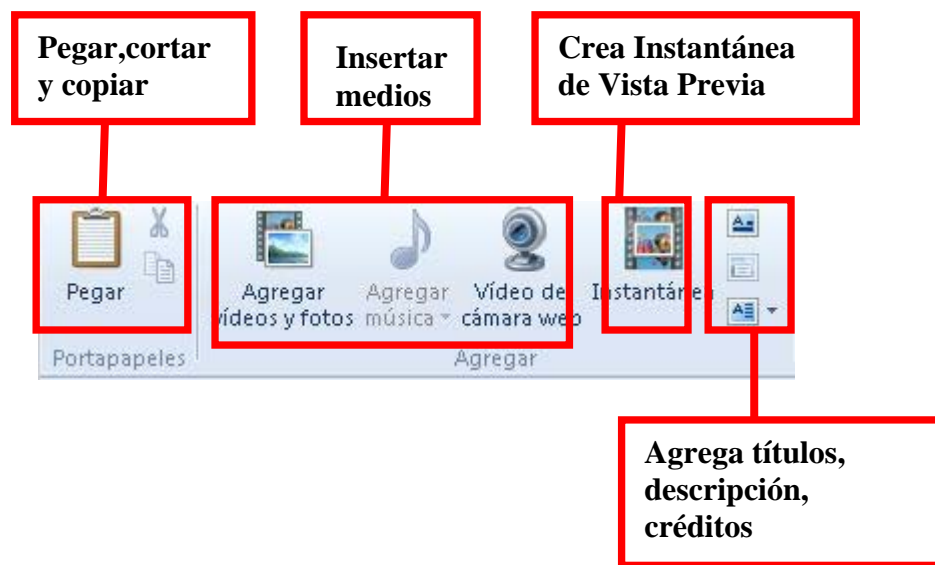 Pegar,cortar
y copiar
Insertar
medios
Crea Instantánea
de Vista Previa
Pegar
Agregar
vídeos y fotos
Agregar
música
Vídeo de
cámara web
Instantánea
Portapapeles
Agregar
Agrega títulos,
descripción,
créditos